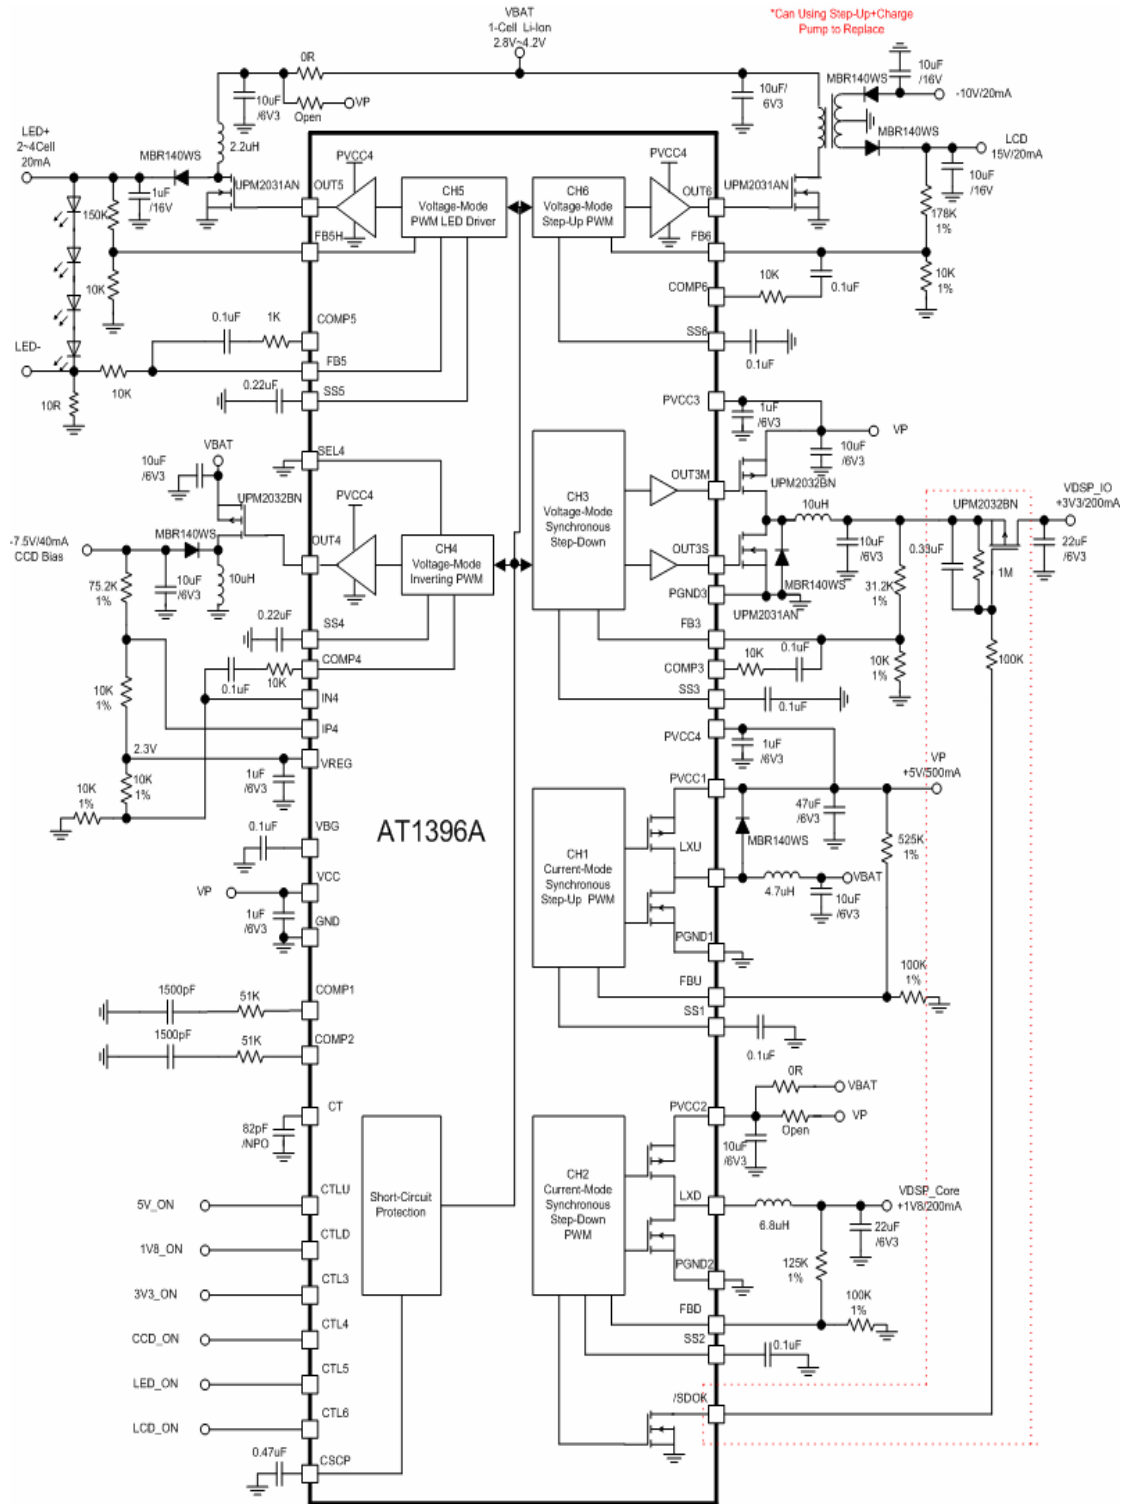 VBAT
1-Cell Li-Ion
2.8V~4.2V
*Can Using Step-Up+Charge
Pump to Replace
0R
10uF
/6V3
Open
VP
2.2uH
10uF/
6V3
MBR140WS
10uF
/16V
-10V/20mA
MBR140WS
LCD
15V/20mA
10uF
/16V
LED+
2~4Cell
20mA
MBR140WS
UPM2031AN
1uF
/16V
150K
10K
OUT5
PVCC4
CH5
Voltage-Mode
PWM LED Driver
CH6
Voltage-Mode
Step-Up PWM
PVCC4
OUT6
UPM2031AN
178K
1%
10K
1%
FB5H
FB6
10K
0.1uF
COMP6
SS6
0.1uF
0.1uF
1K
COMP5
LED-
10K
FB5
10R
0.22uF
SS5
PVCC3
1uF
/6V3
VP
10uF
/6V3
VBAT
10uF
/6V3
SEL4
UPM2032BN
PVCC4
OUT4
CH4
Voltage-Mode
Inverting PWM
-7.5V/40mA
CCD Bias
MBR140WS
10uF
/6V3
10uH
75.2K
1%
CH3
Voltage-Mode
Synchronous
Step-Down
OUT3M
UPM2032BN
10uH
OUT3S
MBR140WS
PGND3
UPM2031AN
10uF
/6V3
31.2K
1%
0.33uF
1M
UPM2032BN
VDSP_IO
+3V3/200mA
22uF
/6V3
100K
0.22uF
SS4
COMP4
0.1uF
10K
IN4
IP4
10K
1%
2.3V
VREG
1uF
/6V3
10K
1%
10K
1%
FB3
10K
0.1uF
COMP3
10K
1%
SS3
0.1uF
PVCC4
1uF
/6V3
VP
+5V/500mA
PVCC1
47uF
/6V3
MBR140WS
525K
1%
LXU
4.7uH
VBAT
10uF
/6V3
CH1
Current-Mode
Synchronous
Step-Up PWM
PGND1
FBU
100K
1%
SS1
0.1uF
AT1396A
0.1uF
VBG
VP
VCC
1uF
/6V3
GND
1500pF
51K
COMP1
1500pF
51K
COMP2
CT
82pF
/NPO
0R
VBAT
PVCC2
VP
Open
10uF
/6V3
CH2
Current-Mode
Synchronous
Step-Down
PWM
LXD
6.8uH
VDSP_Core
+1V8/200mA
22uF
/6V3
PGND2
125K
1%
FBD
100K
1%
SS2
0.1uF
/SDOK
Short-Circuit
Protection
5V_ON
CTLU
1V8_ON
CTLD
3V3_ON
CTL3
CCD_ON
CTL4
LED_ON
CTL5
LCD_ON
CTL6
0.47uF
CSCP